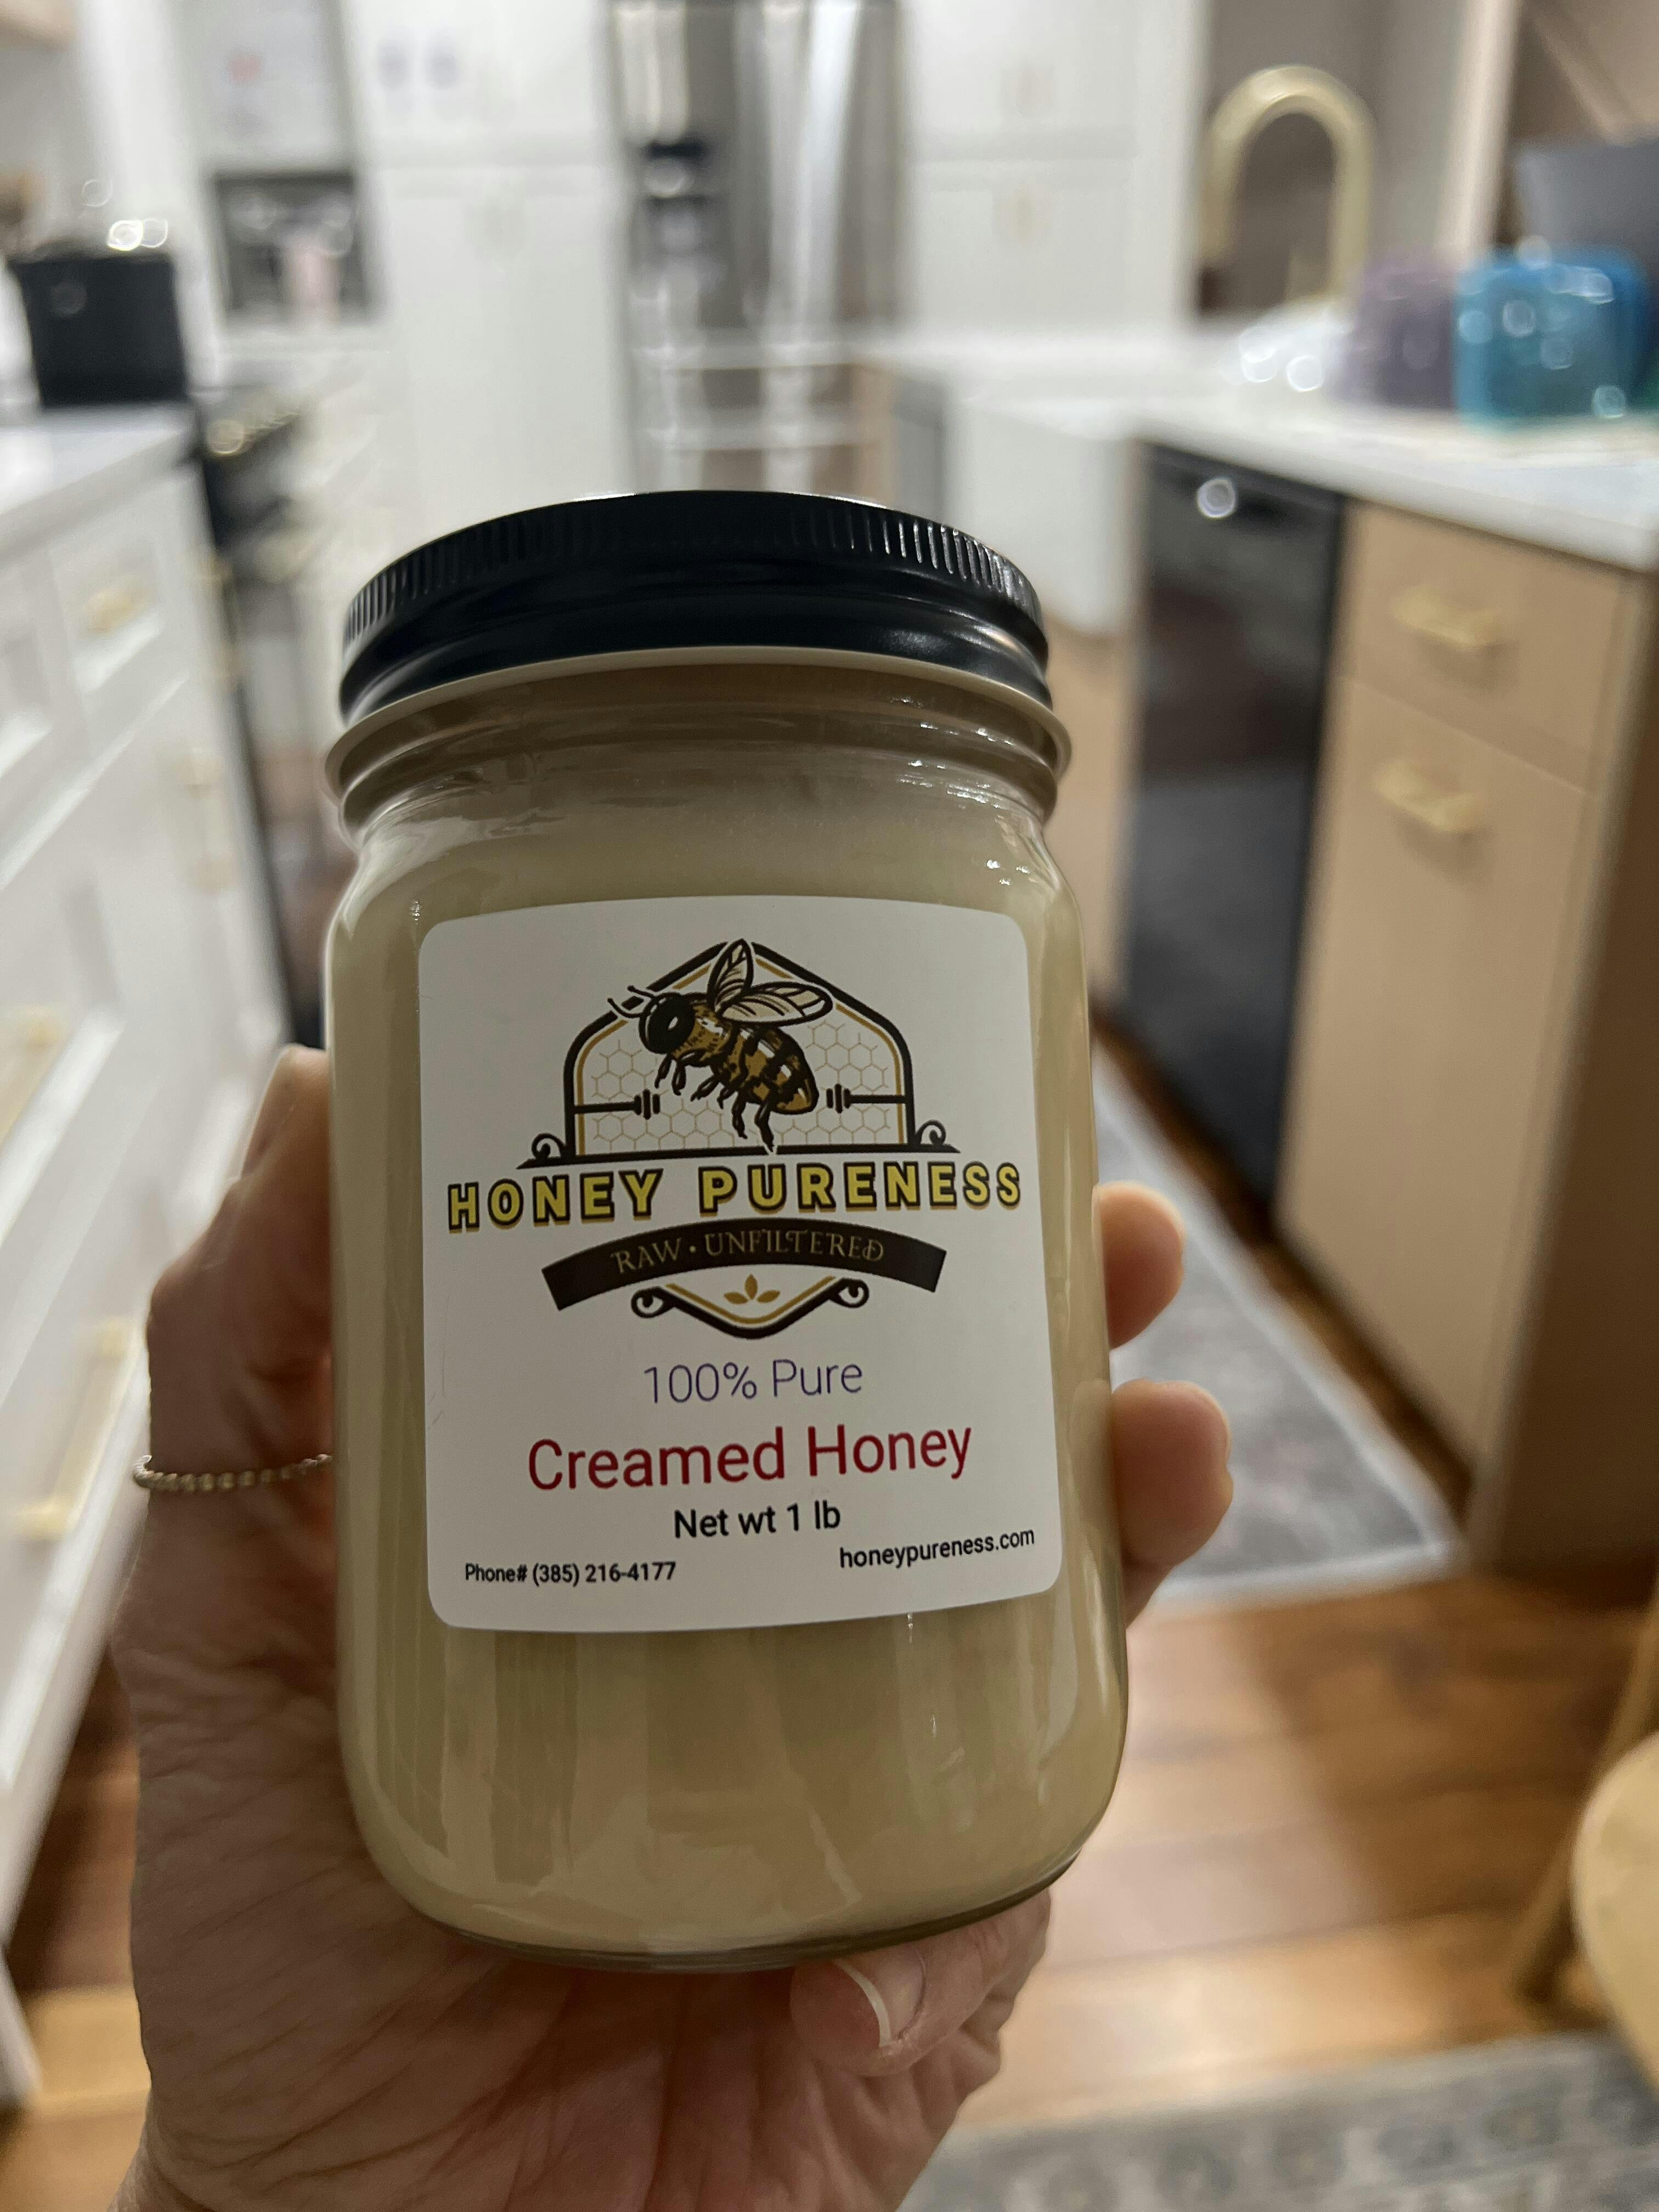 HONEY PURENESS
RAW • UNFILTERED
100% Pure
Creamed Honey
Net wt 1 lb
Phone# (385) 216-4177
honeypureness.com